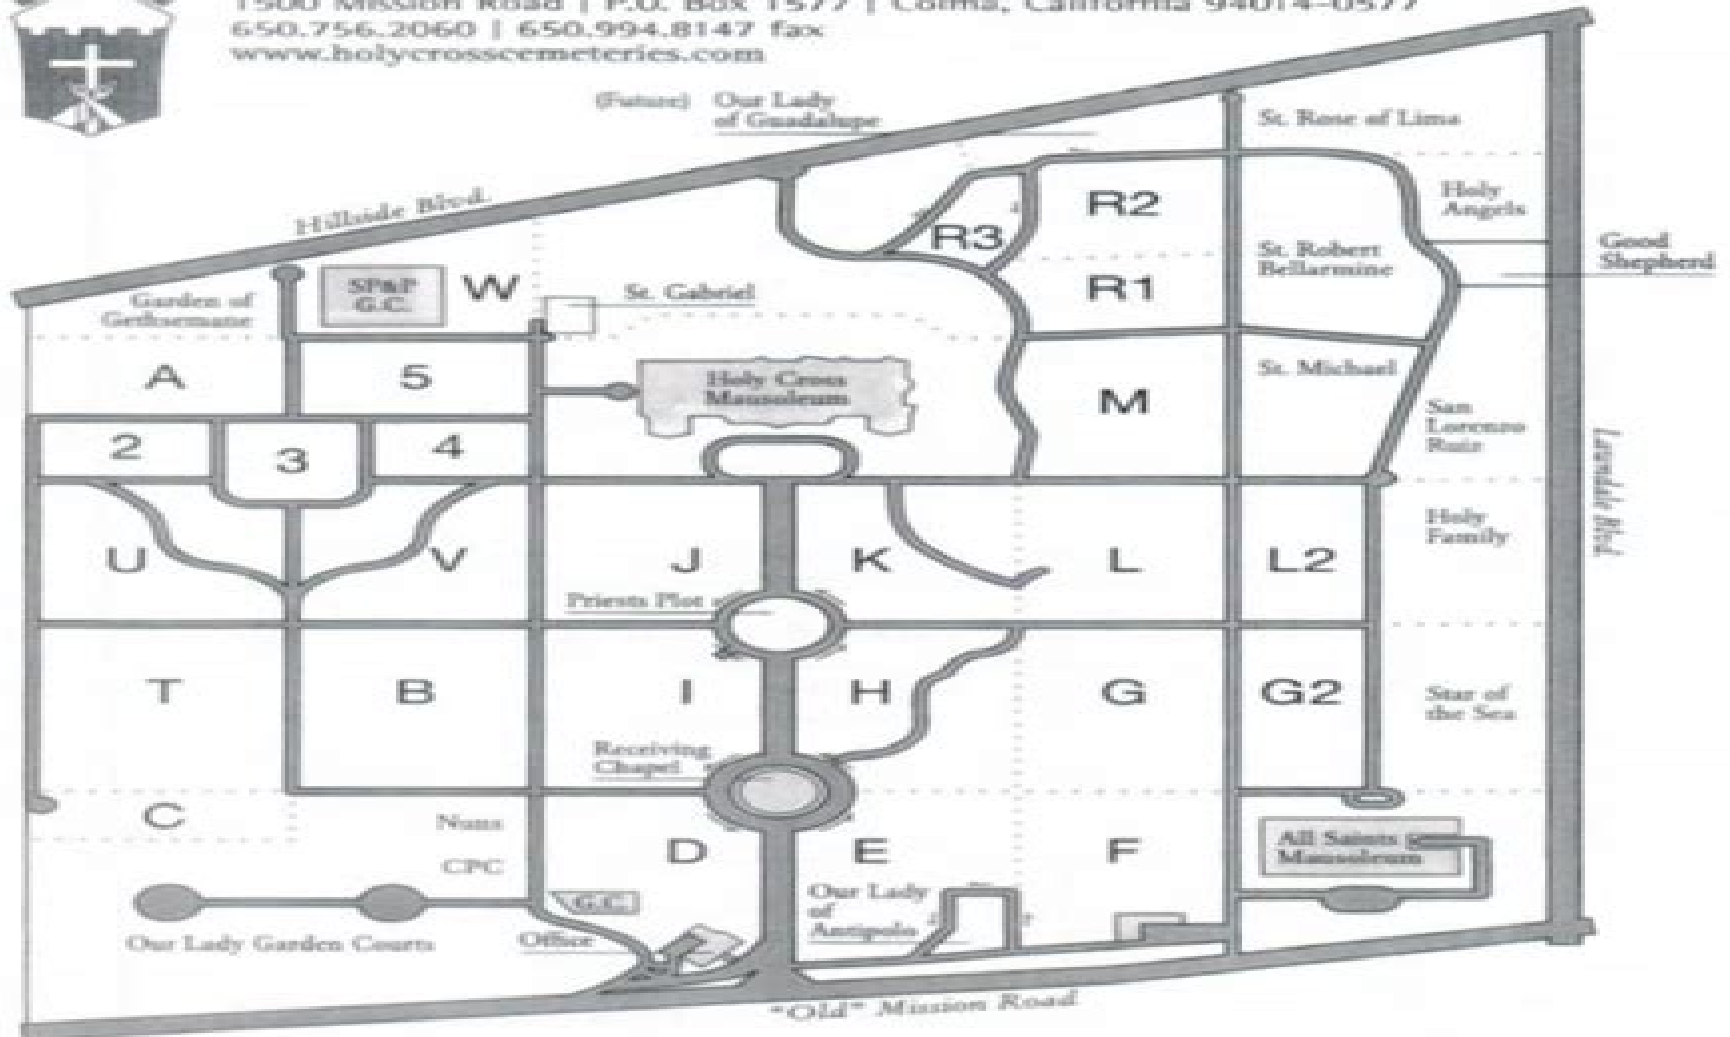 1500 Mission Road | P.O. Box 1577 | Colma, California 94014-0577
650.756.2060 | 650.994.8147 fax
www.holycrosscemeteries.com
(Future) Our Lady
of Guadalupe
St. Rose of Lima
Hillside Blvd.
R2
Holy
Angels
R3
St. Robert
Bellarmine
Good
Shepherd
Garden of
Gethsemane
SP&P
G.C.
W
St. Gabriel
R1
A
5
Holy Cross
Mausoleum
M
St. Michael
San
Lorenzo
Ruiz
2
3
4
Lawndale Blvd.
U
V
J
K
L
L2
Holy
Family
Priests Plot
T
B
I
H
G
G2
Star of
the Sea
Receiving
Chapel
C
Nuns
CPC
D
E
F
All Saints
Mausoleum
G.C.
Our Lady
of
Antipolo
Our Lady Garden Courts
Office
"Old" Mission Road